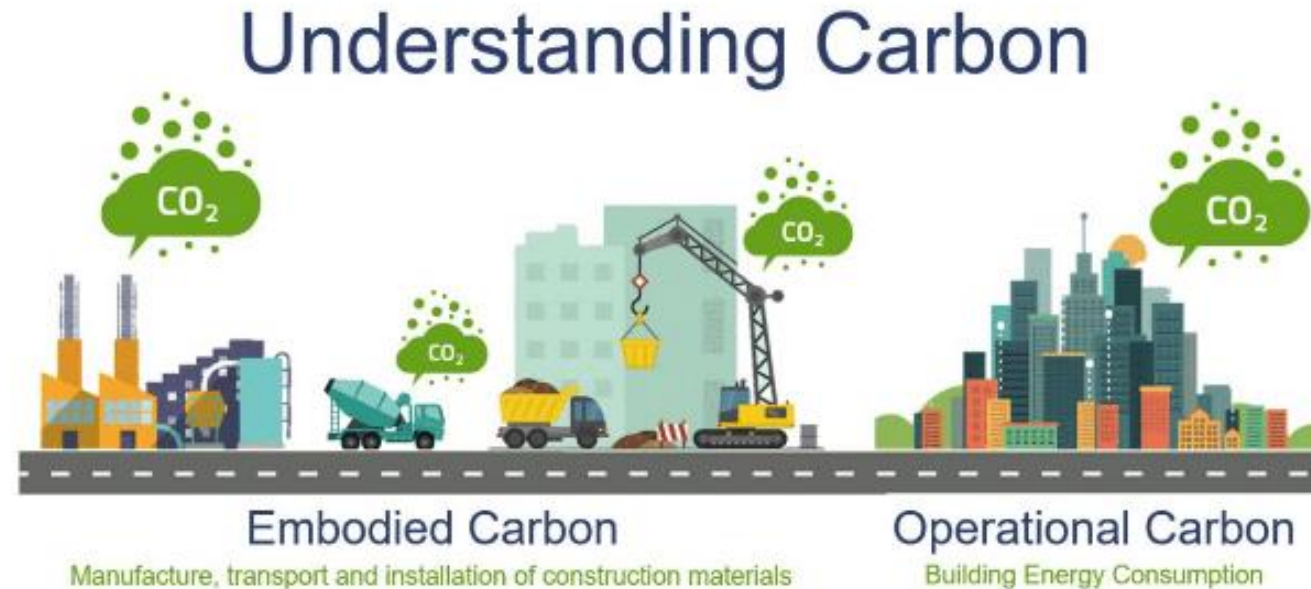 Understanding Carbon
CO₂
CO₂
CO₂
CO₂
Embodied Carbon
Operational Carbon
Manufacture, transport and installation of construction materials
Building Energy Consumption